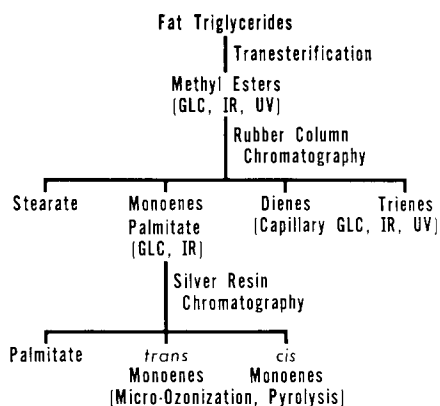 Fat Triglycerides
Tranesterification
Methyl Esters
(GLC, IR, UV)
Rubber Column
Chromatography
Stearate Monoenes Dienes Trienes
Palmitate (Capillary GLC, IR, UV)
(GLC, IR)
Silver Resin
Chromatography
Palmitate trans cis
Monoenes Monoenes
(Micro-Ozonization, Pyrolysis)